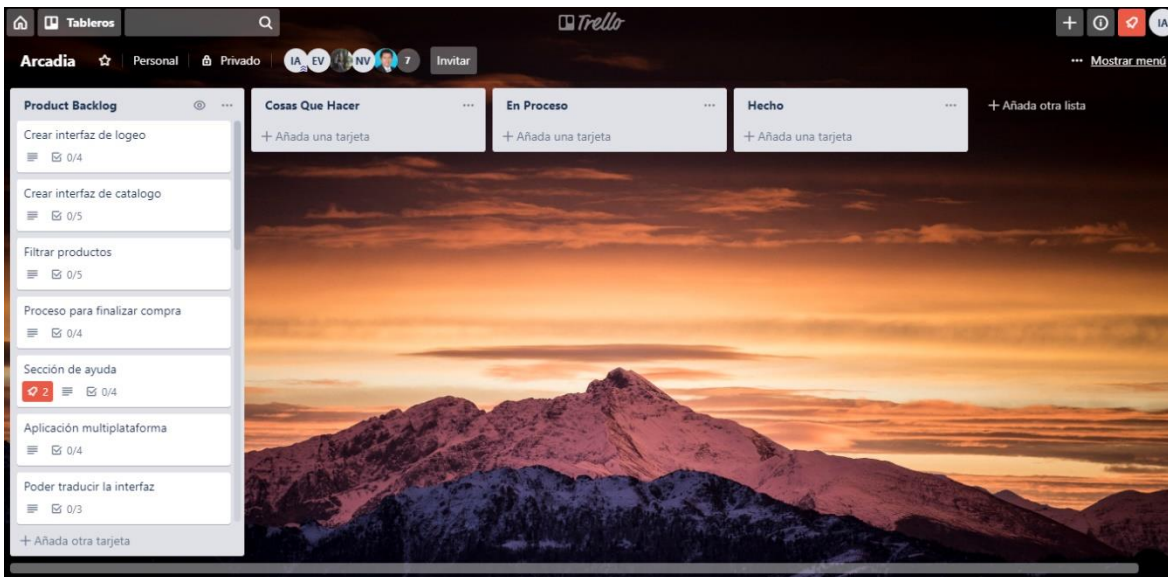 Tableros
Trello
IA
Arcadia
Personal
Privado
IA
EV
NV
7
Invitar
... Mostrar menú
Product Backlog
...
Crear interfaz de logeo
0/4
Crear interfaz de catalogo
0/5
Filtrar productos
0/5
Proceso para finalizar compra
0/4
Sección de ayuda
2
0/4
Aplicación multiplataforma
0/4
Poder traducir la interfaz
0/3
+ Añada otra tarjeta
Cosas Que Hacer
...
+ Añada una tarjeta
En Proceso
...
+ Añada una tarjeta
Hecho
...
+ Añada una tarjeta
+ Añada otra lista